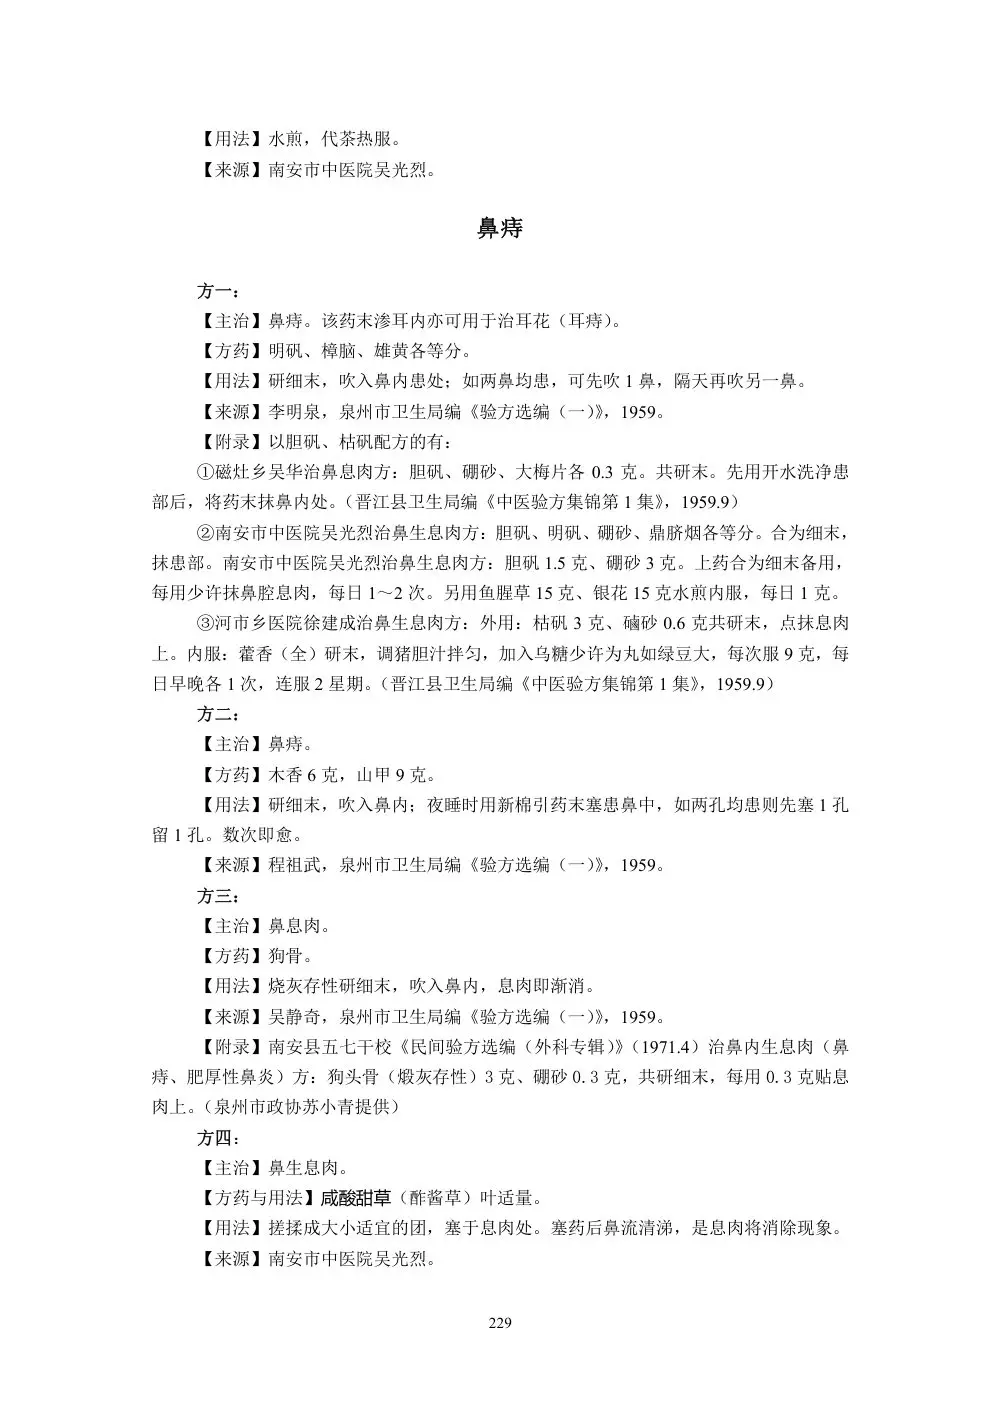 【用法】水煎，代茶热服。
【来源】南安市中医院吴光烈。
鼻痔
方一：
【主治】鼻痔。该药末渗耳内亦可用于治耳花（耳痔）。
【方药】明矾、樟脑、雄黄各等分。
【用法】研细末，吹入鼻内患处；如两鼻均患，可先吹 1 鼻，隔天再吹另一鼻。
【来源】李明泉，泉州市卫生局编《验方选编（一）》，1959。
【附录】以胆矾、枯矾配方的有：
①磁灶乡吴华治鼻息肉方：胆矾、硼砂、大梅片各 0.3 克。共研末。先用开水洗净患
部后，将药末抹鼻内处。（晋江县卫生局编《中医验方集锦第 1 集》，1959.9）
②南安市中医院吴光烈治鼻生息肉方：胆矾、明矾、硼砂、鼎脐烟各等分。合为细末，
抹患部。南安市中医院吴光烈治鼻生息肉方：胆矾 1.5 克、硼砂 3 克。上药合为细末备用，
每用少许抹鼻腔息肉，每日 1～2 次。另用鱼腥草 15 克、银花 15 克水煎内服，每日 1 克。
③河市乡医院徐建成治鼻生息肉方：外用：枯矾 3 克、硇砂 0.6 克共研末，点抹息肉
上。内服：藿香（全）研末，调猪胆汁拌匀，加入乌糖少许为丸如绿豆大，每次服 9 克，每
日早晚各 1 次，连服 2 星期。（晋江县卫生局编《中医验方集锦第 1 集》，1959.9）
方二：
【主治】鼻痔。
【方药】木香 6 克，山甲 9 克。
【用法】研细末，吹入鼻内；夜睡时用新棉引药末塞患鼻中，如两孔均患则先塞 1 孔
留 1 孔。数次即愈。
【来源】程祖武，泉州市卫生局编《验方选编（一）》，1959。
方三：
【主治】鼻息肉。
【方药】狗骨。
【用法】烧灰存性研细末，吹入鼻内，息肉即渐消。
【来源】吴静奇，泉州市卫生局编《验方选编（一）》，1959。
【附录】南安县五七干校《民间验方选编（外科专辑）》（1971.4）治鼻内生息肉（鼻
痔、肥厚性鼻炎）方：狗头骨（煅灰存性）3 克、硼砂 0.3 克，共研细末，每用 0.3 克贴息
肉上。（泉州市政协苏小青提供）
方四：
【主治】鼻生息肉。
【方药与用法】咸酸甜草（酢酱草）叶适量。
【用法】搓揉成大小适宜的团，塞于息肉处。塞药后鼻流清涕，是息肉将消除现象。
【来源】南安市中医院吴光烈。
229